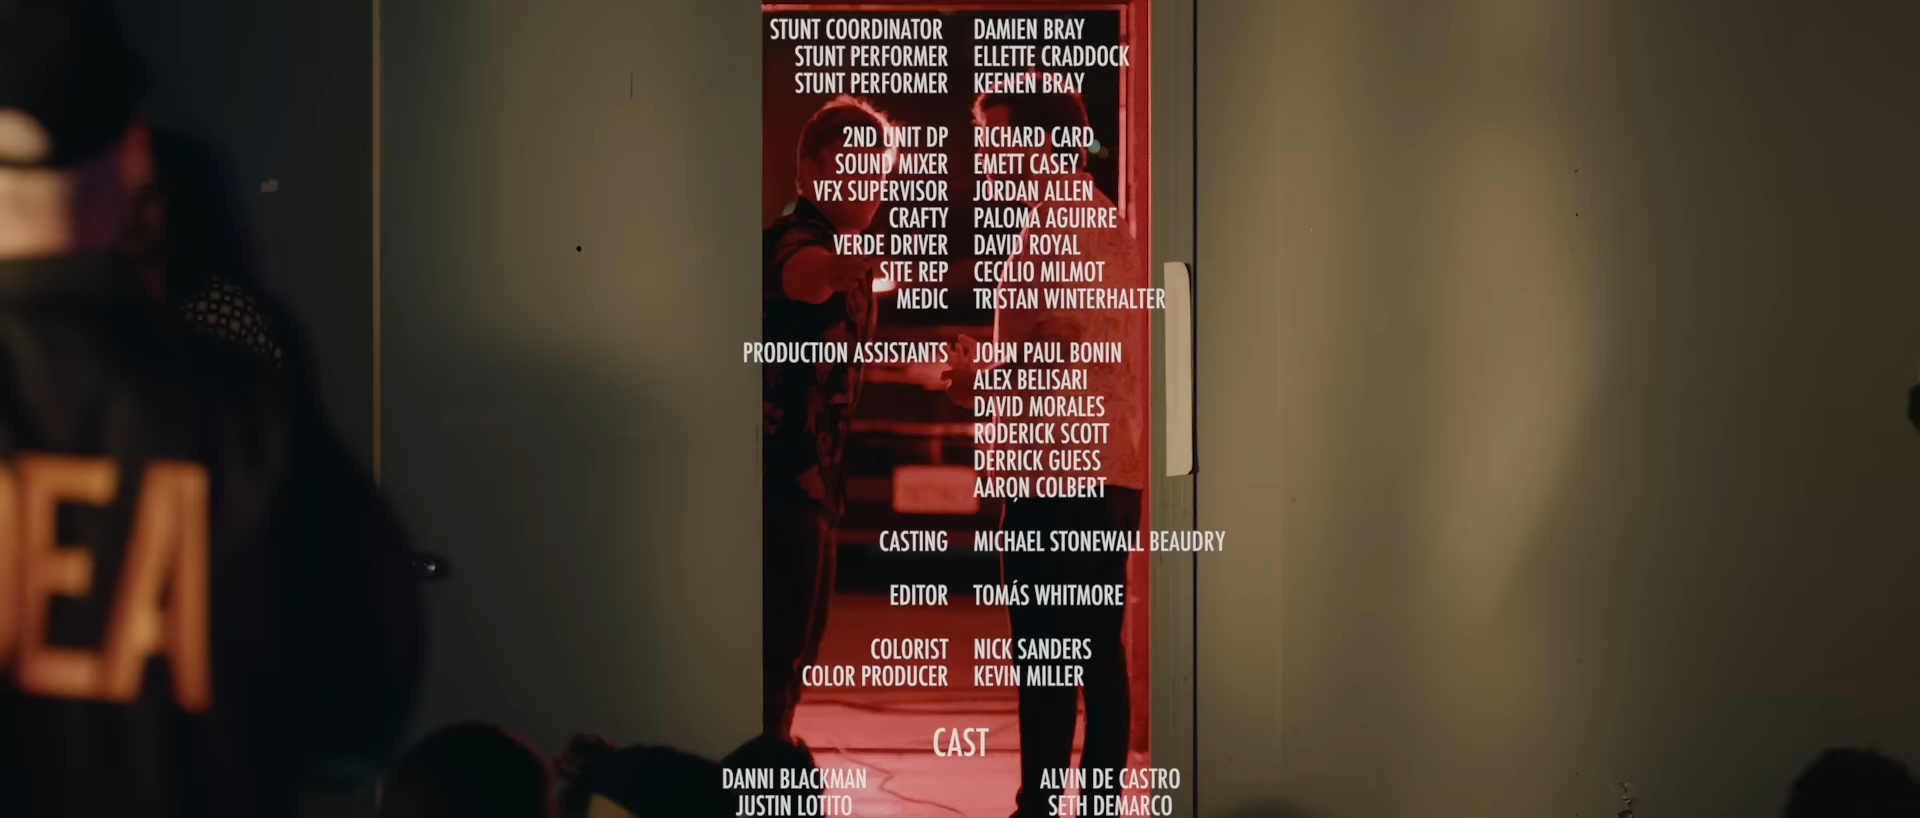 STUNT COORDINATOR DAMIEN BRAY
STUNT PERFORMER ELLETTE CRADDOCK
STUNT PERFORMER KEENEN BRAY
2ND UNIT DP RICHARD CARD
SOUND MIXER EMETT CASEY
VFX SUPERVISOR JORDAN ALLEN
CRAFTY PALOMA AGUIRRE
VERDE DRIVER DAVID ROYAL
SITE REP CECILIO MILMOT
MEDIC TRISTAN WINTERHALTER
PRODUCTION ASSISTANTS JOHN PAUL BONIN
ALEX BELISARI
DAVID MORALES
RODERICK SCOTT
DERRICK GUESS
AARON COLBERT
CASTING MICHAEL STONEWALL BEAUDRY
EDITOR TOMÁS WHITMORE
COLORIST NICK SANDERS
COLOR PRODUCER KEVIN MILLER
CAST
DANNI BLACKMAN ALVIN DE CASTRO
JUSTIN LOTITO SETH DEMARCO
DEA